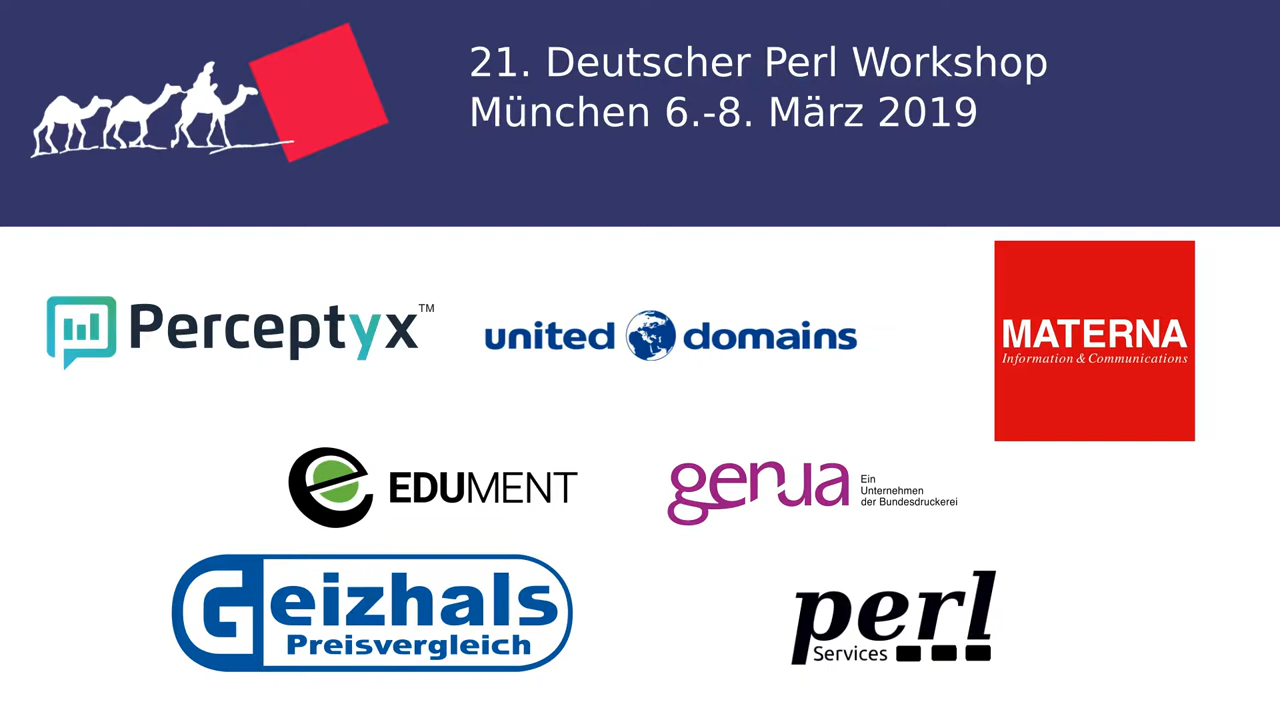 21. Deutscher Perl Workshop
München 6.-8. März 2019
Perceptyx™
united domains
MATERNA
Information & Communications
EDUMENT
genua
Ein
Unternehmen
der Bundesdruckerei
Geizhals
Preisvergleich
perl
Services